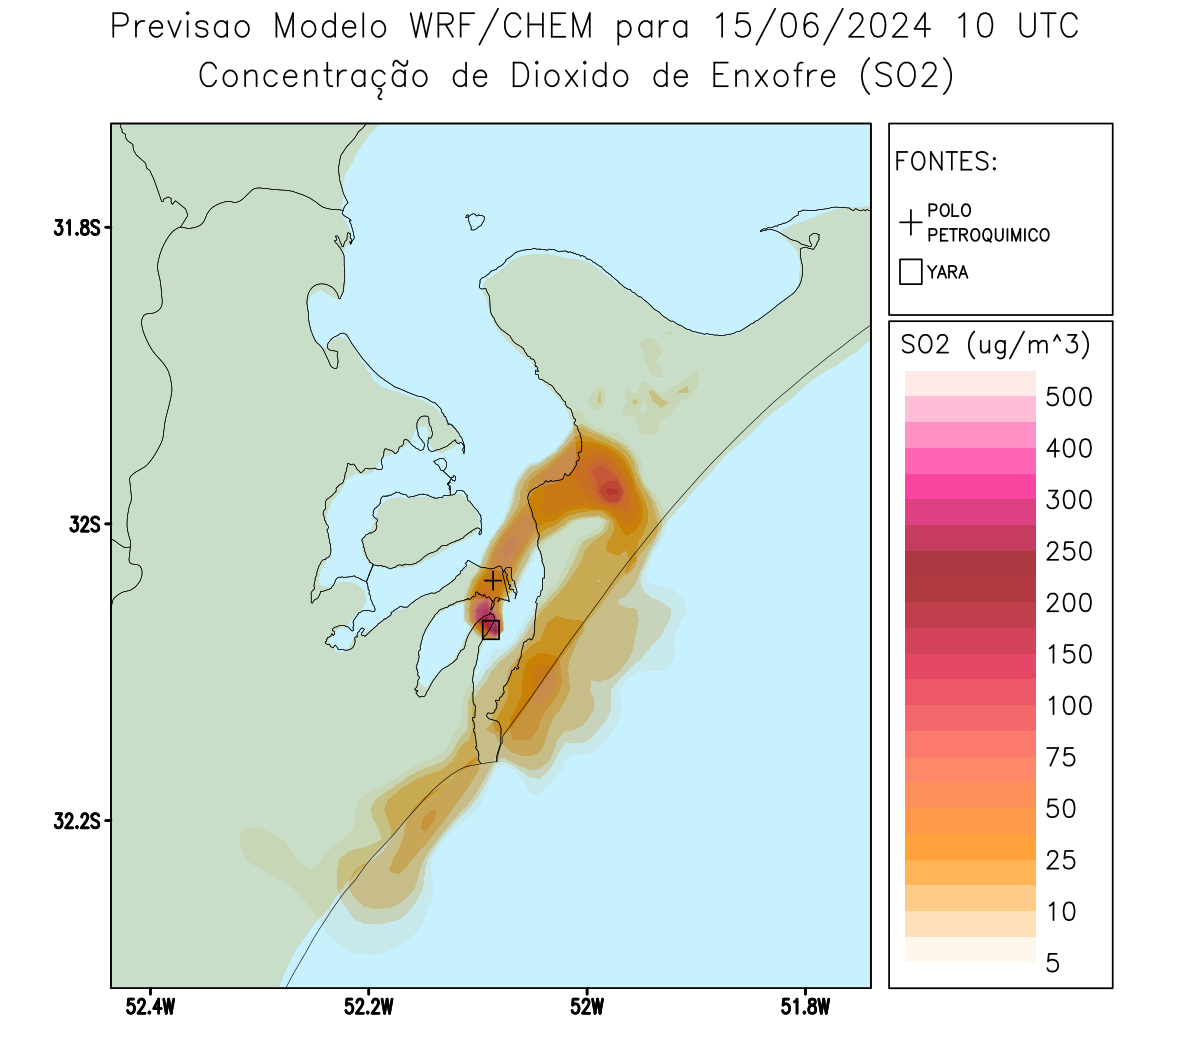 Previsao Modelo WRF/CHEM para 15/06/2024 10 UTC
Concentração de Dioxido de Enxofre (SO2)
FONTES:
POLO
PETROQUIMICO
YARA
SO2 (ug/m^3)
500
400
300
250
200
150
100
75
50
25
10
5
31.8S
32S
32.2S
52.4W
52.2W
52W
51.8W